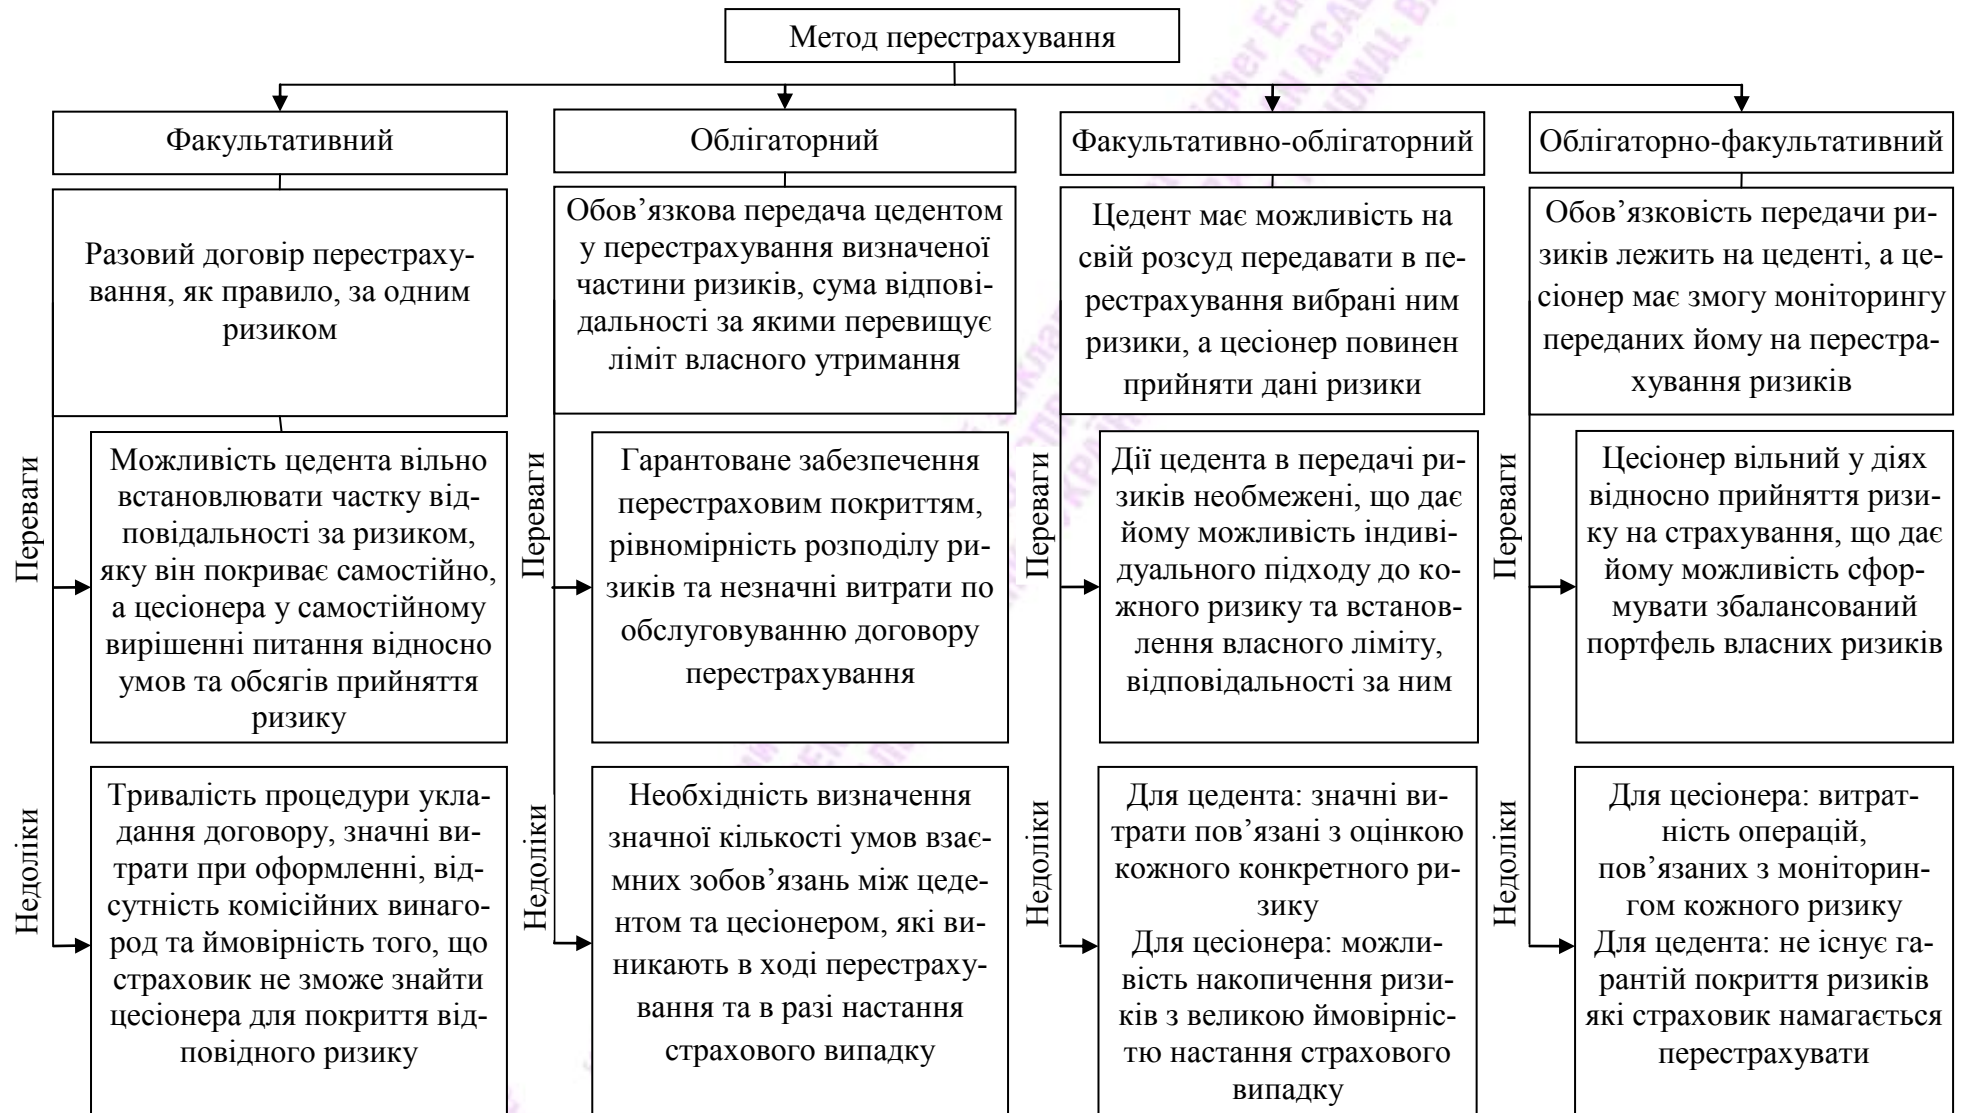 Метод перестрахування
Факультативний
Облігаторний
Факультативно-облігаторний
Облігаторно-факультативний
Разовий договір перестраху-
вання, як правило, за одним
ризиком
Обов’язкова передача цедентом
у перестрахування визначеної
частини ризиків, сума відпові-
дальності за якими перевищує
ліміт власного утримання
Цедент має можливість на
свій розсуд передавати в пе-
рестрахування вибрані ним
ризики, а цесіонер повинен
прийняти дані ризики
Обов’язковість передачи ри-
зиків лежить на цеденті, а це-
сіонер має змогу моніторингу
переданих йому на перестра-
хування ризиків
Переваги
Можливість цедента вільно
встановлювати частку від-
повідальності за ризиком,
яку він покриває самостійно,
а цесіонера у самостійному
вирішенні питання відносно
умов та обсягів прийняття
ризику
Переваги
Гарантоване забезпечення
перестраховим покриттям,
рівномірність розподілу ри-
зиків та незначні витрати по
обслуговуванню договору
перестрахування
Переваги
Дії цедента в передачі ри-
зиків необмежені, що дає
йому можливість індиві-
дуального підходу до ко-
жного ризику та встанов-
лення власного ліміту,
відповідальності за ним
Переваги
Цесіонер вільний у діях
відносно прийняття ризи-
ку на страхування, що дає
йому можливість сфор-
мувати збалансований
портфель власних ризиків
Недоліки
Тривалість процедури укла-
дання договору, значні ви-
трати при оформленні, від-
сутність комісійних винаго-
род та ймовірність того, що
страховик не зможе знайти
цесіонера для покриття від-
повідного ризику
Недоліки
Необхідність визначення
значної кількості умов взає-
мних зобов’язань між цеде-
нтом та цесіонером, які ви-
никають в ході перестраху-
вання та в разі настання
страхового випадку
Недоліки
Для цедента: значні ви-
трати пов’язані з оцінкою
кожного конкретного ри-
зику
Для цесіонера: можли-
вість накопичення ризи-
ків з великою ймовірніс-
тю настання страхового
випадку
Недоліки
Для цесіонера: витрат-
ність операцій,
пов’язаних з моніторин-
гом кожного ризику
Для цедента: не існує га-
рантій покриття ризиків
які страховик намагається
перестрахувати